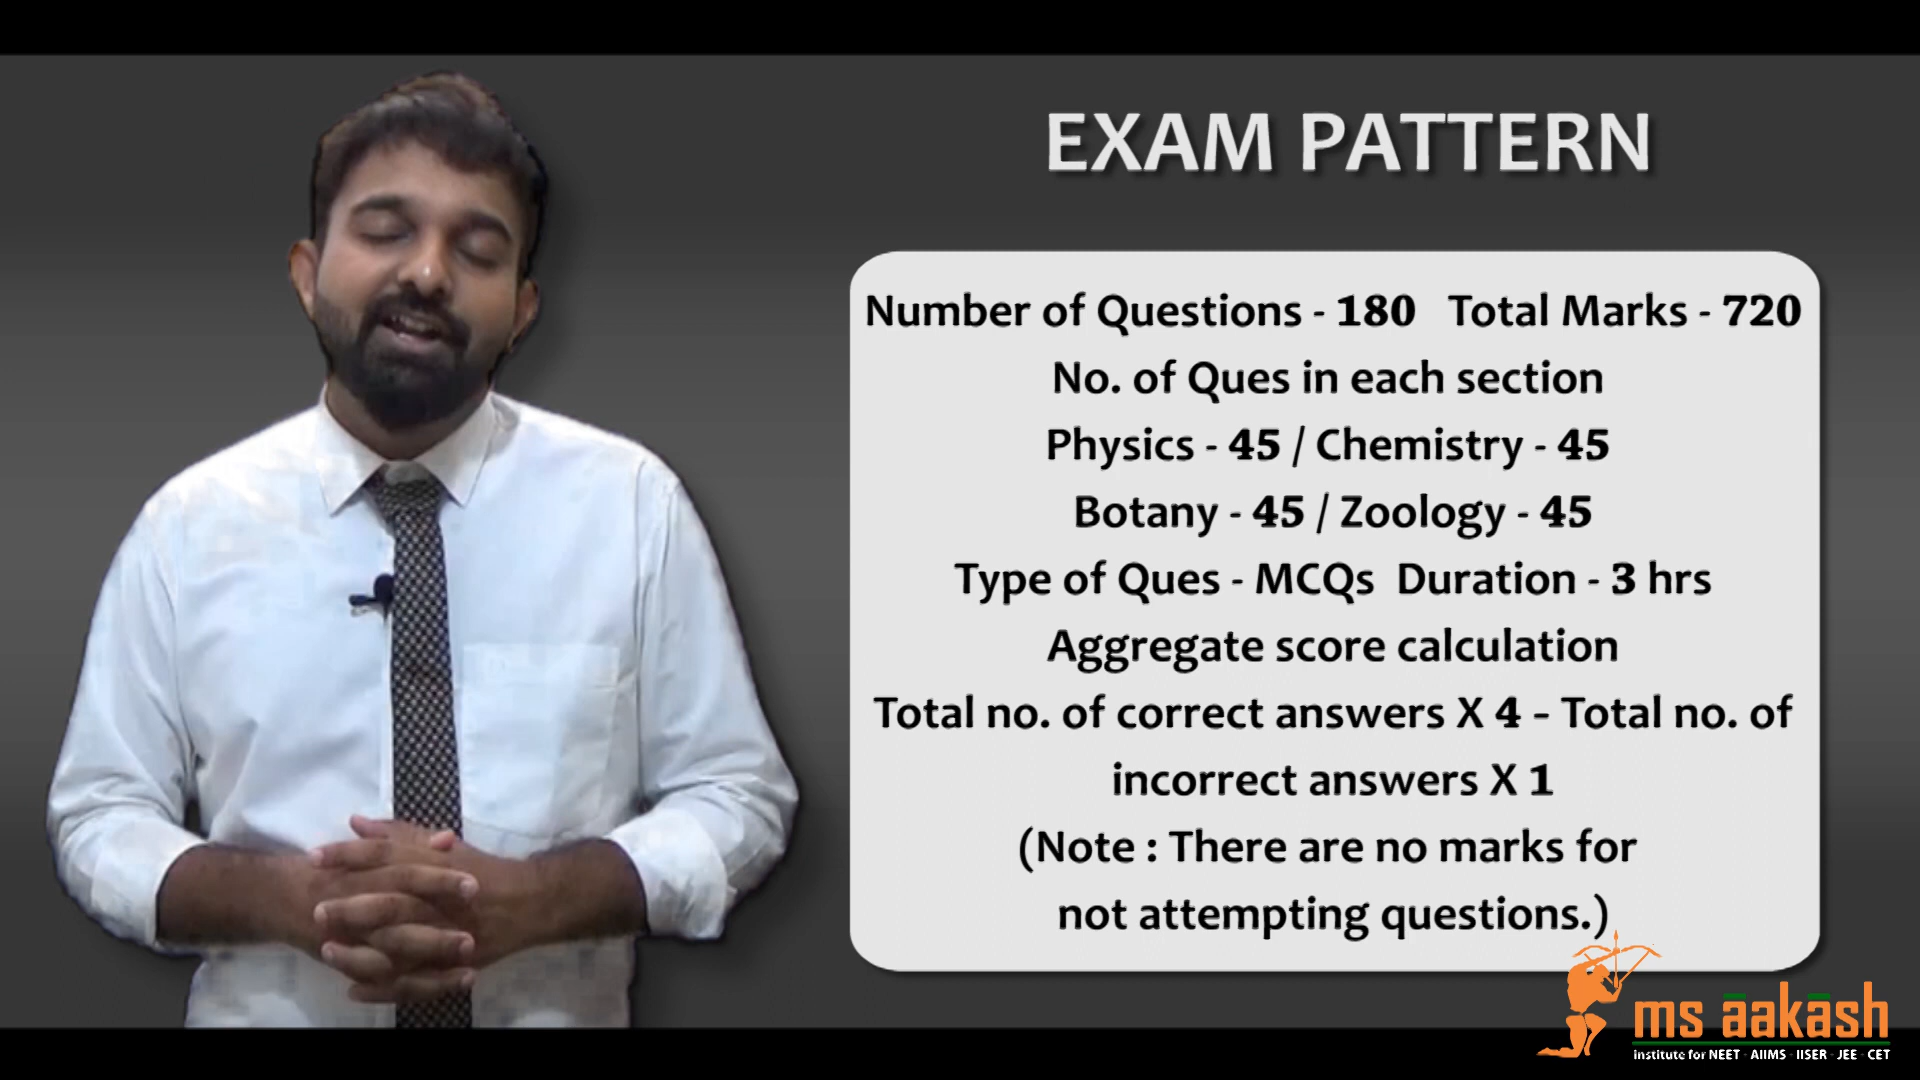 EXAM PATTERN
Number of Questions - 180 Total Marks - 720
No. of Ques in each section
Physics - 45 / Chemistry - 45
Botany - 45 / Zoology - 45
Type of Ques - MCQs Duration - 3 hrs
Aggregate score calculation
Total no. of correct answers X 4 - Total no. of
incorrect answers X 1
(Note : There are no marks for
not attempting questions.)
ms āakāsh
institute for NEET · AIIMS · IISER · JEE · CET